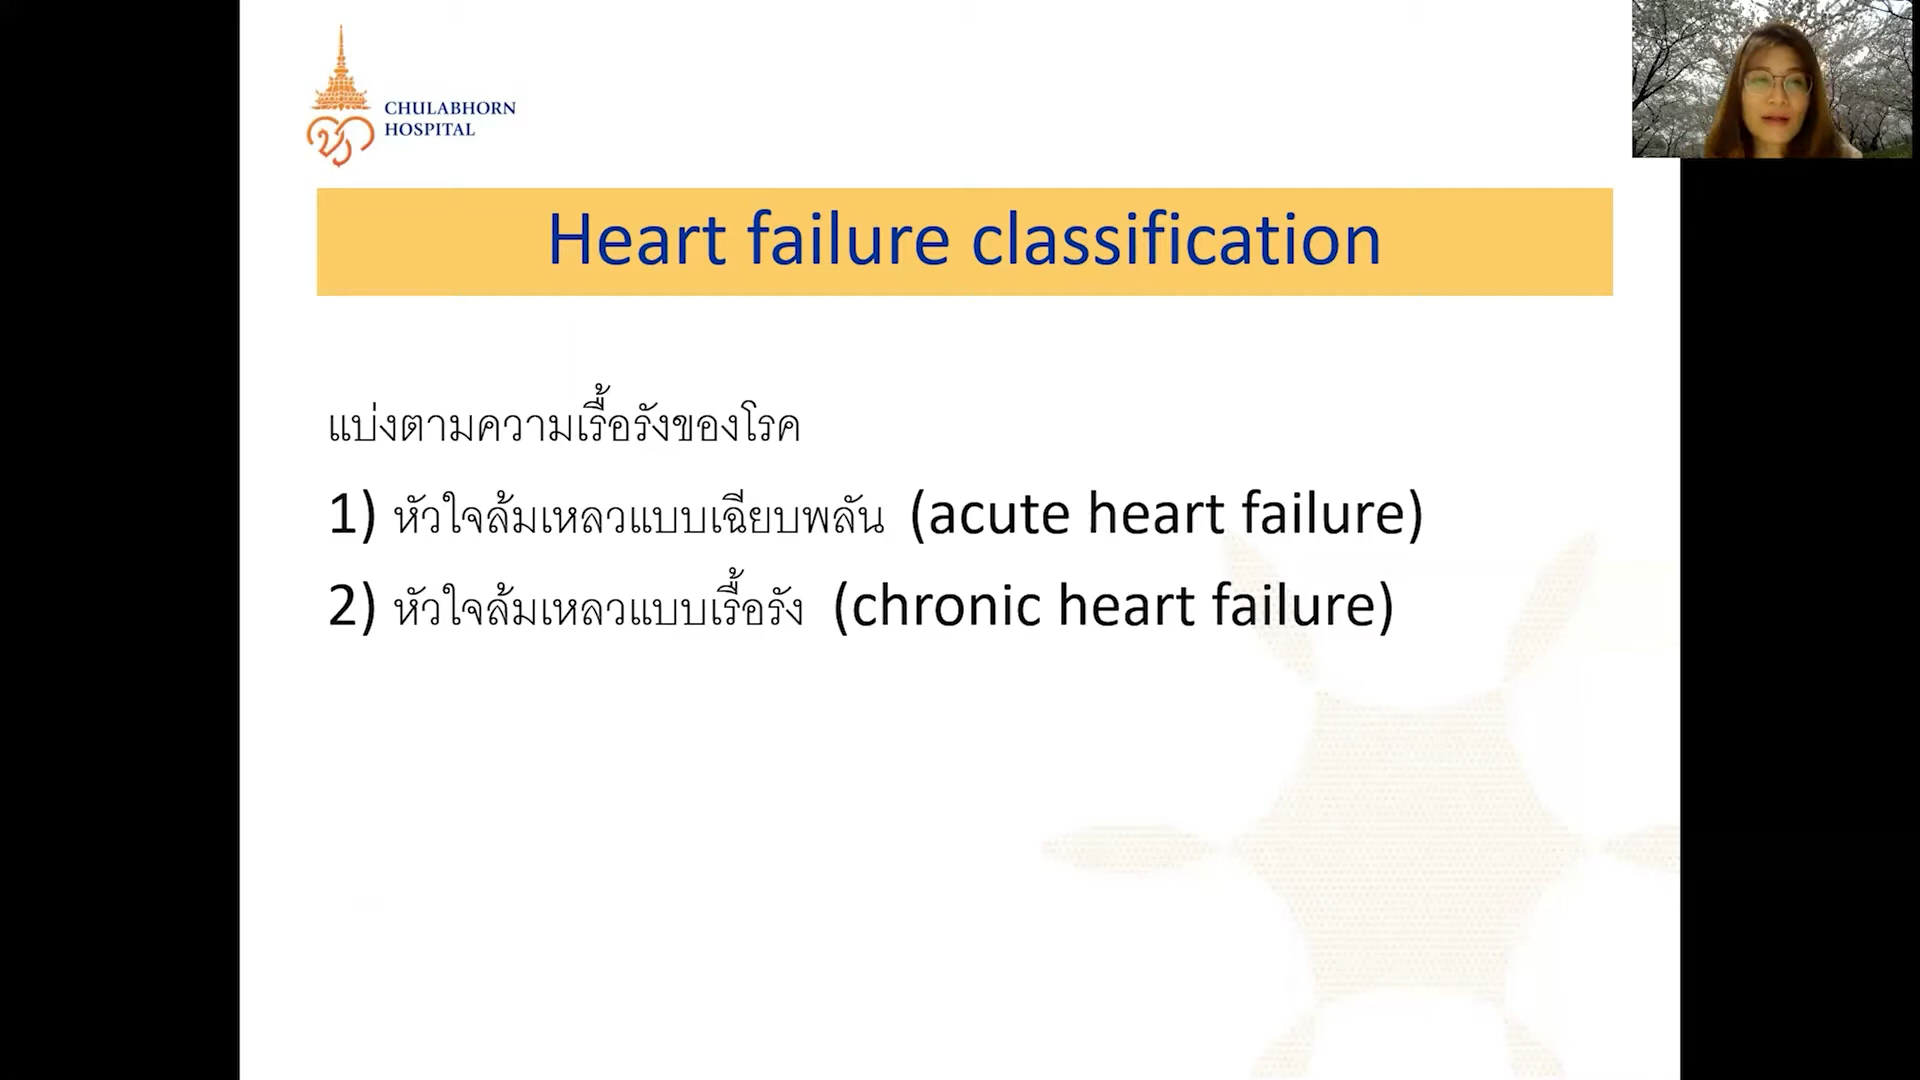 CHULABHORN
HOSPITAL
Heart failure classification
แบ่งตามความเรื้อรังของโรค
1) หัวใจล้มเหลวแบบเฉียบพลัน (acute heart failure)
2) หัวใจล้มเหลวแบบเรื้อรัง (chronic heart failure)